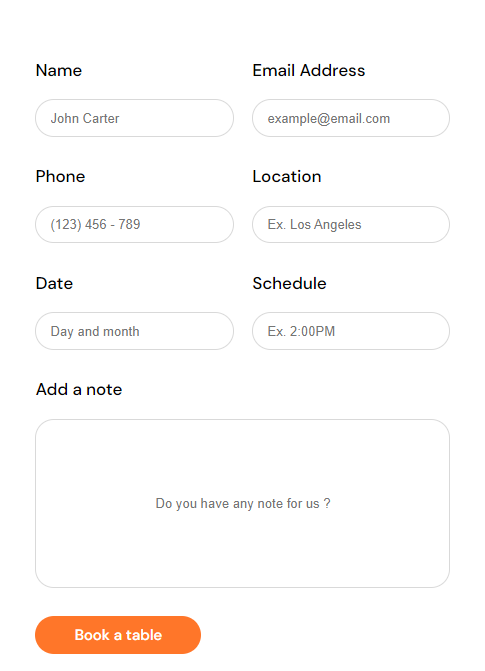 Name
Email Address
John Carter
example@email.com
Phone
Location
(123) 456 - 789
Ex. Los Angeles
Date
Schedule
Day and month
Ex. 2:00PM
Add a note
Do you have any note for us ?
Book a table